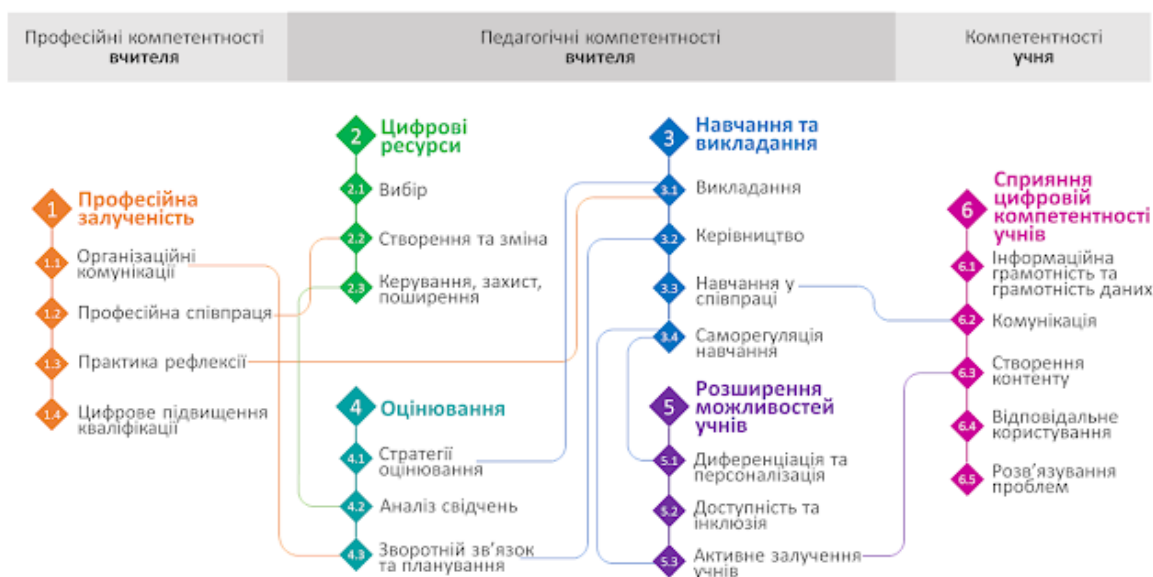 Професійні компетентності
вчителя
Педагогічні компетентності
вчителя
Компетентності
учня
1
Професійна
залученість
1.1
Організаційні
комунікації
1.2
Професійна співпраця
1.3
Практика рефлексії
1.4
Цифрове підвищення
кваліфікації
2
Цифрові
ресурси
2.1
Вибір
2.2
Створення та зміна
2.3
Керування, захист,
поширення
3
Навчання та
викладання
3.1
Викладання
3.2
Керівництво
3.3
Навчання у
співпраці
3.4
Саморегуляція
навчання
4
Оцінювання
4.1
Стратегії
оцінювання
4.2
Аналіз свідчень
4.3
Зворотній зв'язок
та планування
5
Розширення
можливостей
учнів
5.1
Диференціація та
персоналізація
5.2
Доступність та
інклюзія
5.3
Активне залучення
учнів
6
Сприяння
цифровій
компетентності
учнів
6.1
Інформаційна
грамотність та
грамотність даних
6.2
Комунікація
6.3
Створення
контенту
6.4
Відповідальне
користування
6.5
Розв'язування
проблем